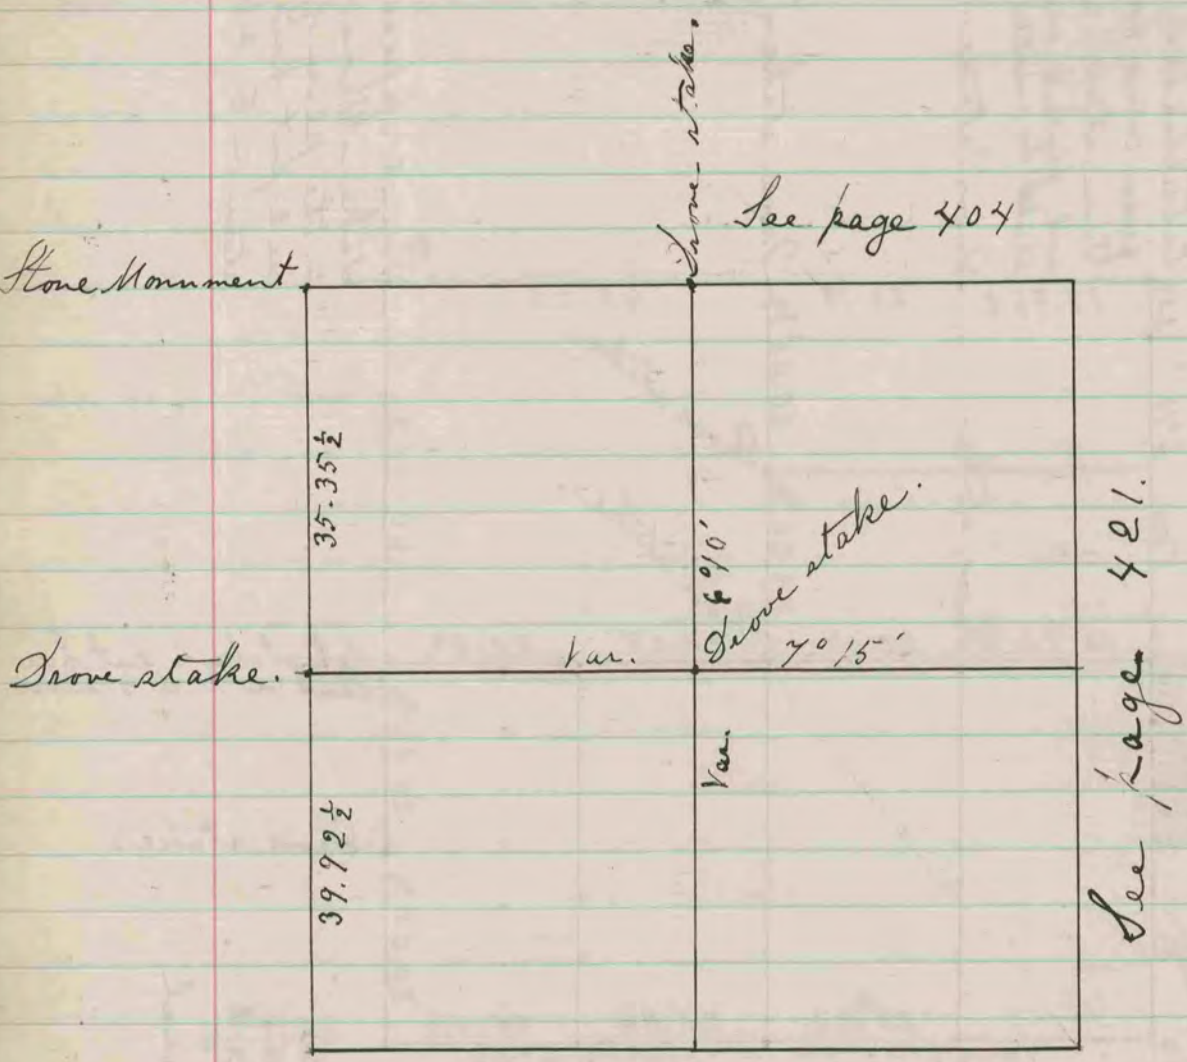 Drove stake.
See page 404
Stone Monument
35.35½
Var. 6°10'
Drove stake.
Var. 7°15'
Drove stake.
39.92½
See page 421.